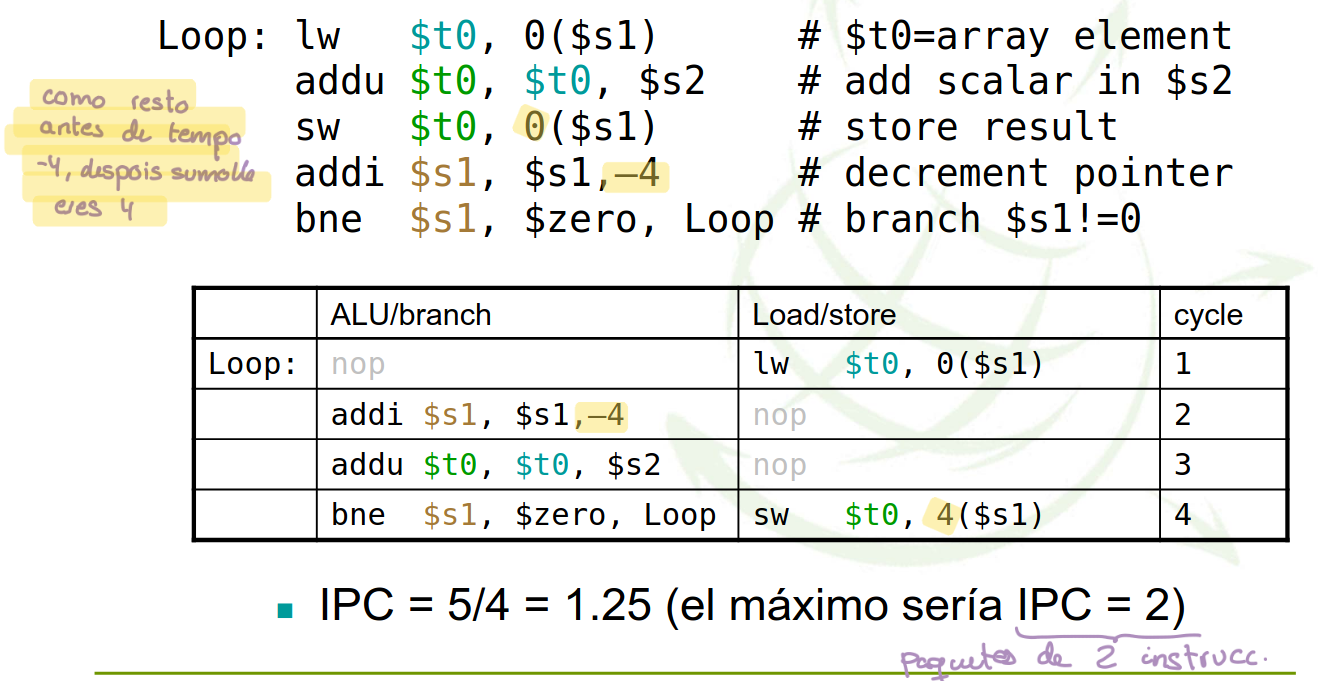 Loop: lw $t0, 0($s1) # $t0=array element
addu $t0, $t0, $s2 # add scalar in $s2
sw $t0, 0($s1) # store result
addi $s1, $s1,–4 # decrement pointer
bne $s1, $zero, Loop # branch $s1!=0
como resto
antes de tempo
-4, despois sumolle
eses 4
ALU/branch Load/store cycle
Loop: nop lw $t0, 0($s1) 1
addi $s1, $s1,–4 nop 2
addu $t0, $t0, $s2 nop 3
bne $s1, $zero, Loop sw $t0, 4($s1) 4
IPC = 5/4 = 1.25 (el máximo sería IPC = 2)
paquetes de 2 instrucc.